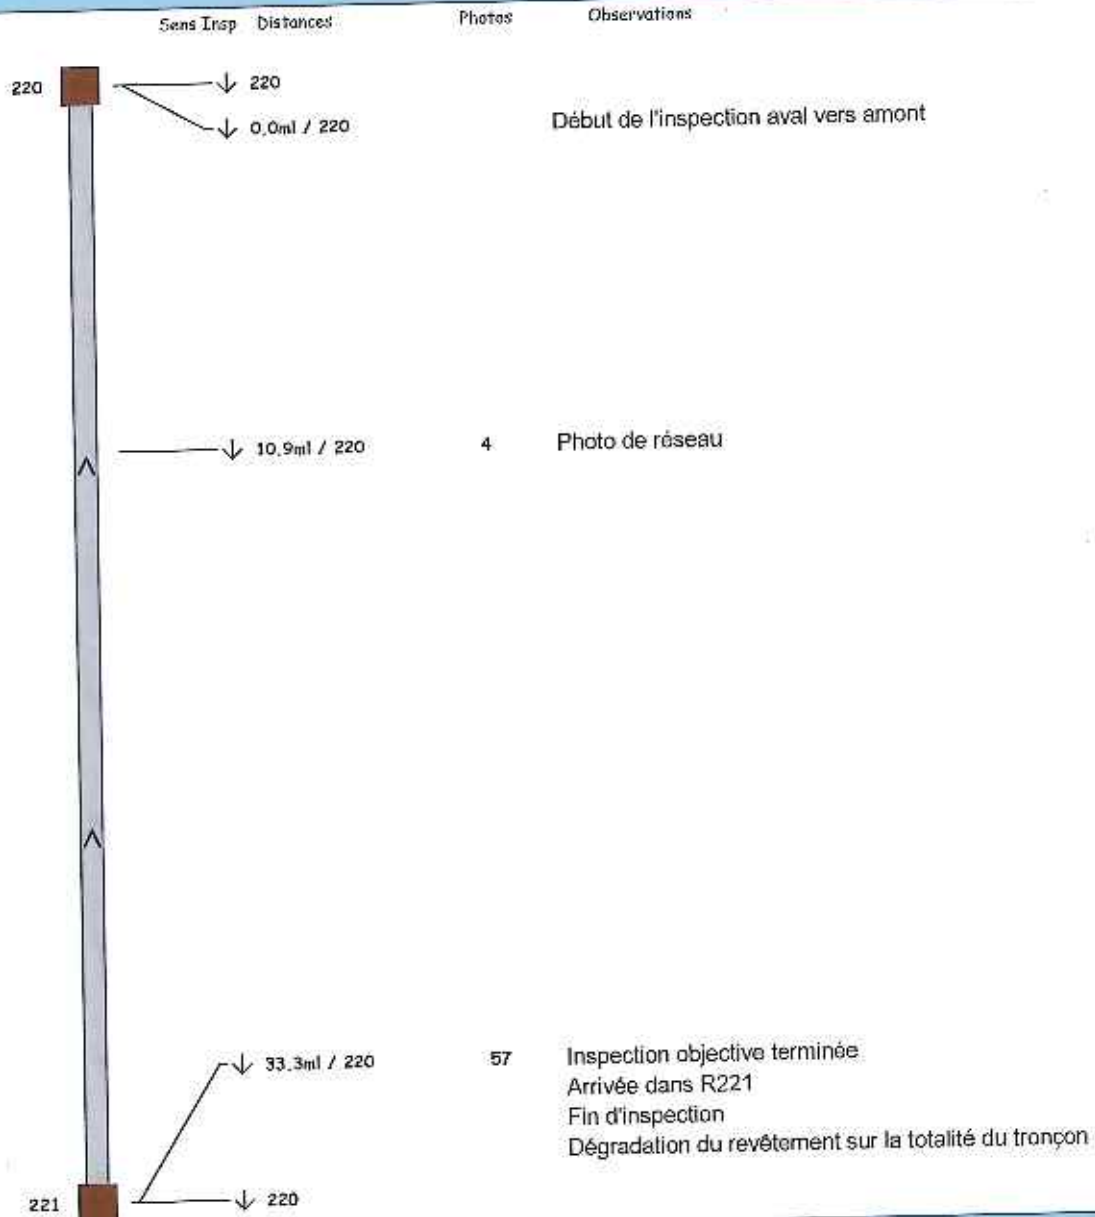 Sens Insp Distances Photos Observations
220 ↓ 220
↓ 0,0ml / 220 Début de l'inspection aval vers amont
↓ 10,9ml / 220 4 Photo de réseau
↓ 33,3ml / 220 57 Inspection objective terminée
Arrivée dans R221
Fin d'inspection
Dégradation du revêtement sur la totalité du tronçon
221 ↓ 220